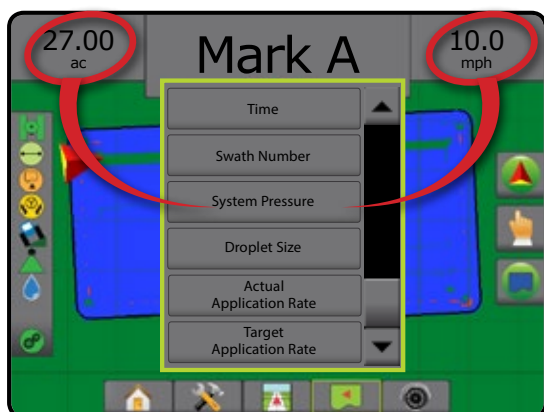 27.00
ac
Mark A
10.0
mph
Time
Swath Number
System Pressure
Droplet Size
Actual
Application Rate
Target
Application Rate